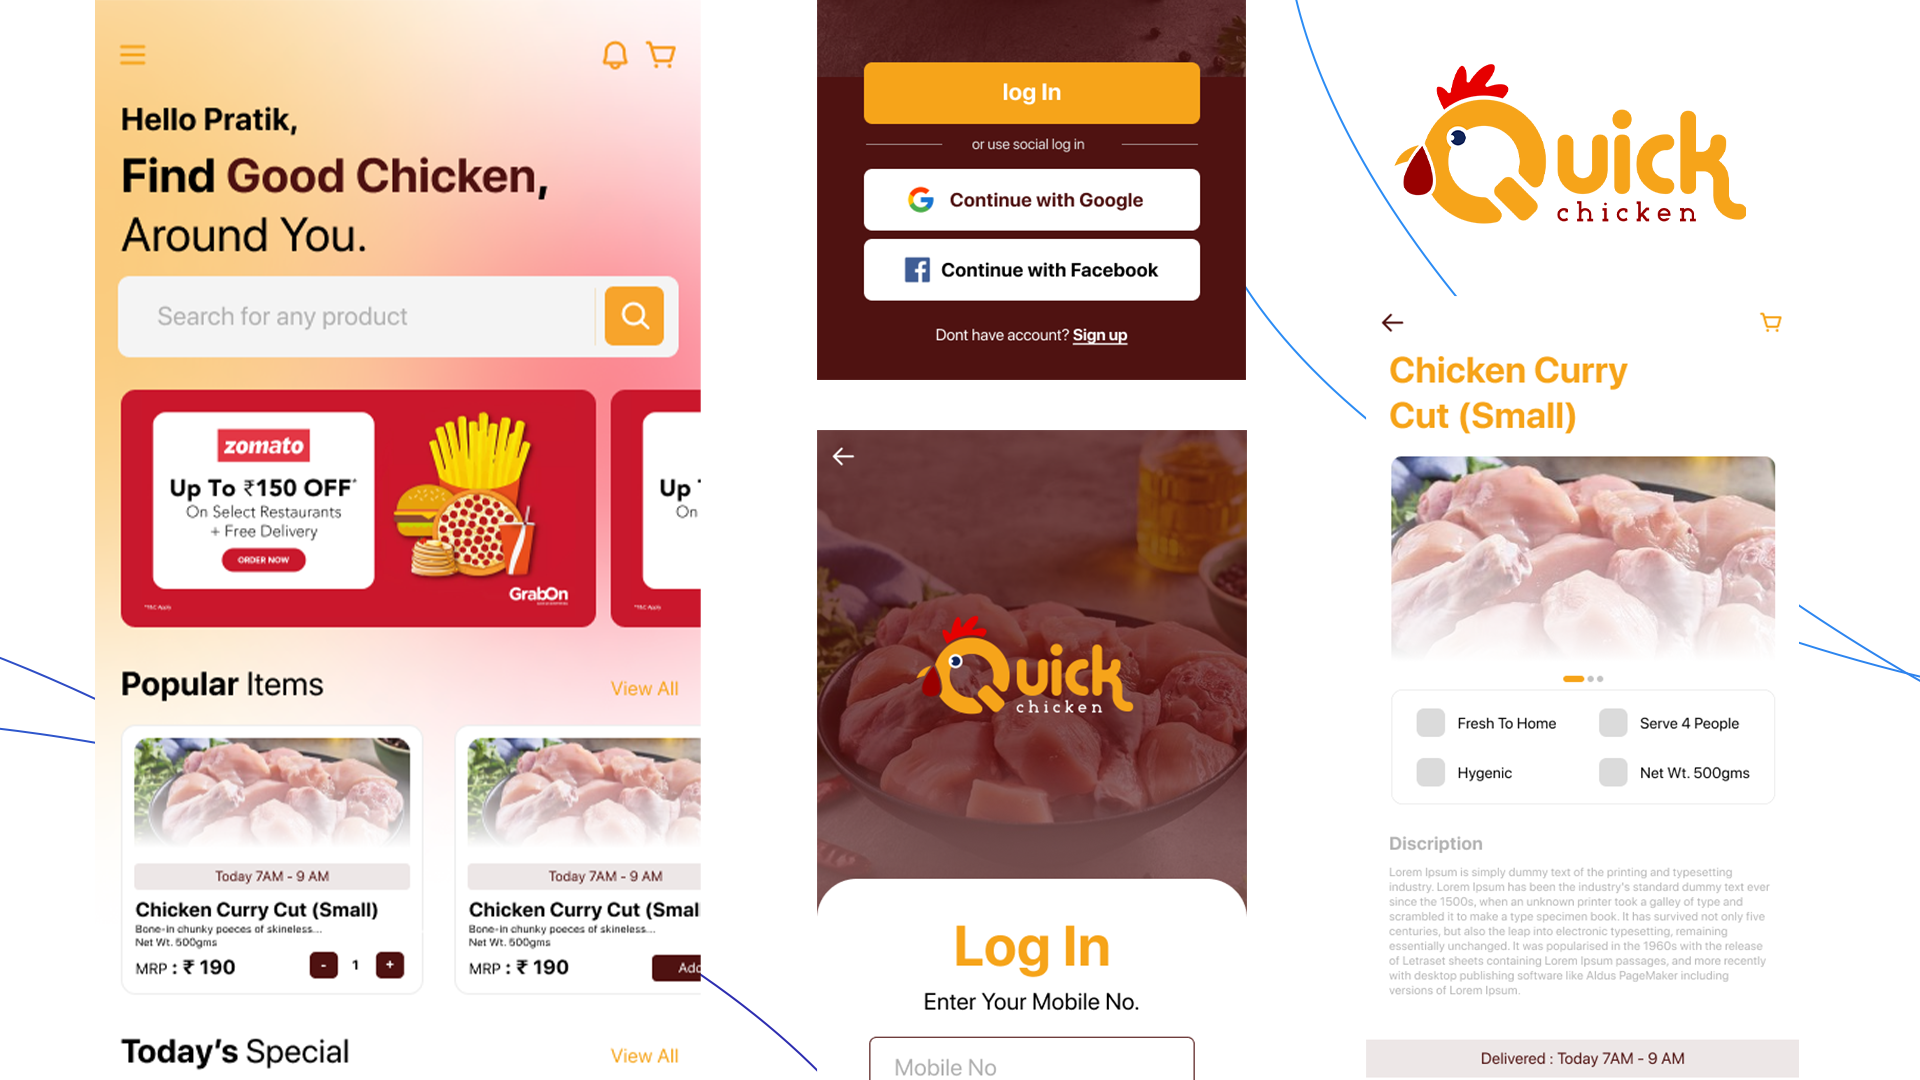 Hello Pratik,
Find Good Chicken,
Around You.
Search for any product
zomato
Up To ₹150 OFF*
On Select Restaurants
+ Free Delivery
ORDER NOW
*T&C Apply
GrabOn
Up
On
*T&C Apply
Popular Items
View All
Today 7AM - 9 AM
Chicken Curry Cut (Small)
Bone-in chunky poeces of skineless...
Net Wt. 500gms
MRP : ₹ 190
- 1 +
Today 7AM - 9 AM
Chicken Curry Cut (Smal
Bone-in chunky poeces of skineless...
Net Wt. 500gms
MRP : ₹ 190
Add
Today's Special
View All
log In
or use social log in
Continue with Google
Continue with Facebook
Dont have account? Sign up
Quick
chicken
Log In
Enter Your Mobile No.
Mobile No
Quick
chicken
Chicken Curry
Cut (Small)
Fresh To Home
Serve 4 People
Hygenic
Net Wt. 500gms
Discription
Lorem Ipsum is simply dummy text of the printing and typesetting
industry. Lorem Ipsum has been the industry's standard dummy text ever
since the 1500s, when an unknown printer took a galley of type and
scrambled it to make a type specimen book. It has survived not only five
centuries, but also the leap into electronic typesetting, remaining
essentially unchanged. It was popularised in the 1960s with the release
of Letraset sheets containing Lorem Ipsum passages, and more recently
with desktop publishing software like Aldus PageMaker including
versions of Lorem Ipsum.
Delivered : Today 7AM - 9 AM